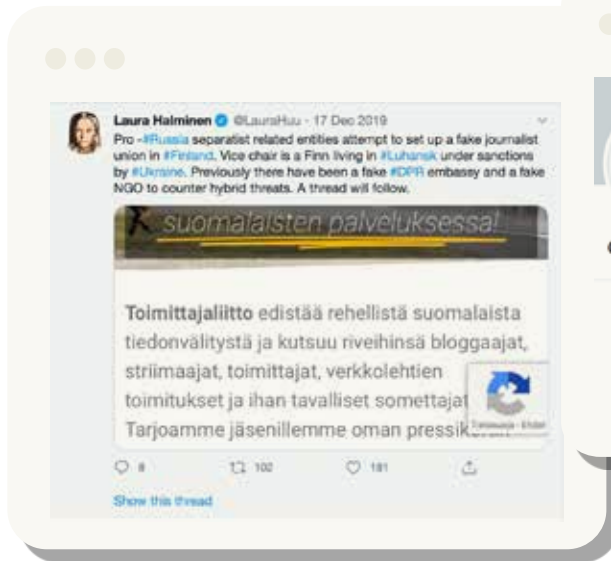 Laura Halminen @LauraHuu · 17 Dec 2019
Pro -#Russia separatist related entities attempt to set up a fake journalist
union in #Finland. Vice chair is a Finn living in #Luhansk under sanctions
by #Ukraine. Previously there have been a fake #DPR embassy and a fake
NGO to counter hybrid threats. A thread will follow.
suomalaisten palveluksessa!
Toimittajaliitto edistää rehellistä suomalaista
tiedonvälitystä ja kutsuu riveihinsä bloggaajat,
striimaajat, toimittajat, verkkolehtien
toimitukset ja ihan tavalliset somettajat
Tarjoamme jäsenillemme oman
8 102 181
Show this thread